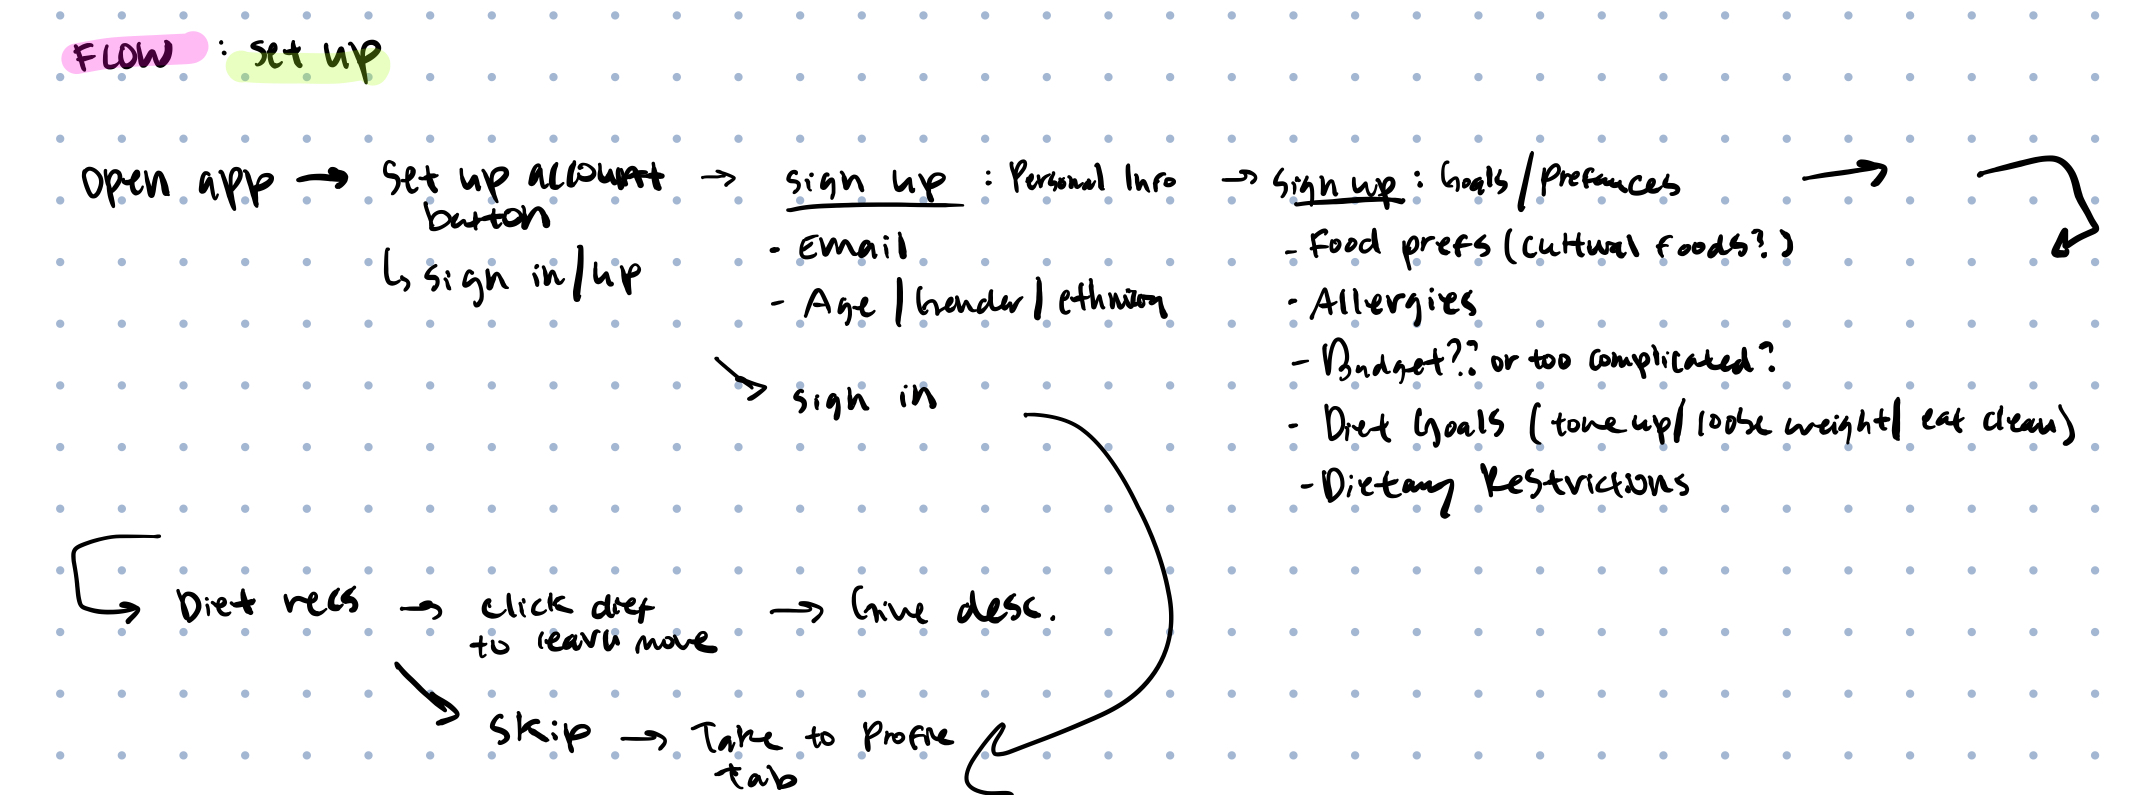 FLOW : set up
Open app → set up account → sign up : Personal Info → sign up : Goals/Prefances →
button
↳ sign in/up
- Email
- Age / Gender / ethnicity
→ sign in
- Food prefs (cultural foods?)
- Allergies
- Budget?? or too complicated?
- Diet Goals (tone up/ loose weight/ eat clean)
- Dietary Restrictions
→ Diet recs → click diet → Give desc.
to learn more
→ skip → Take to Profile
tab